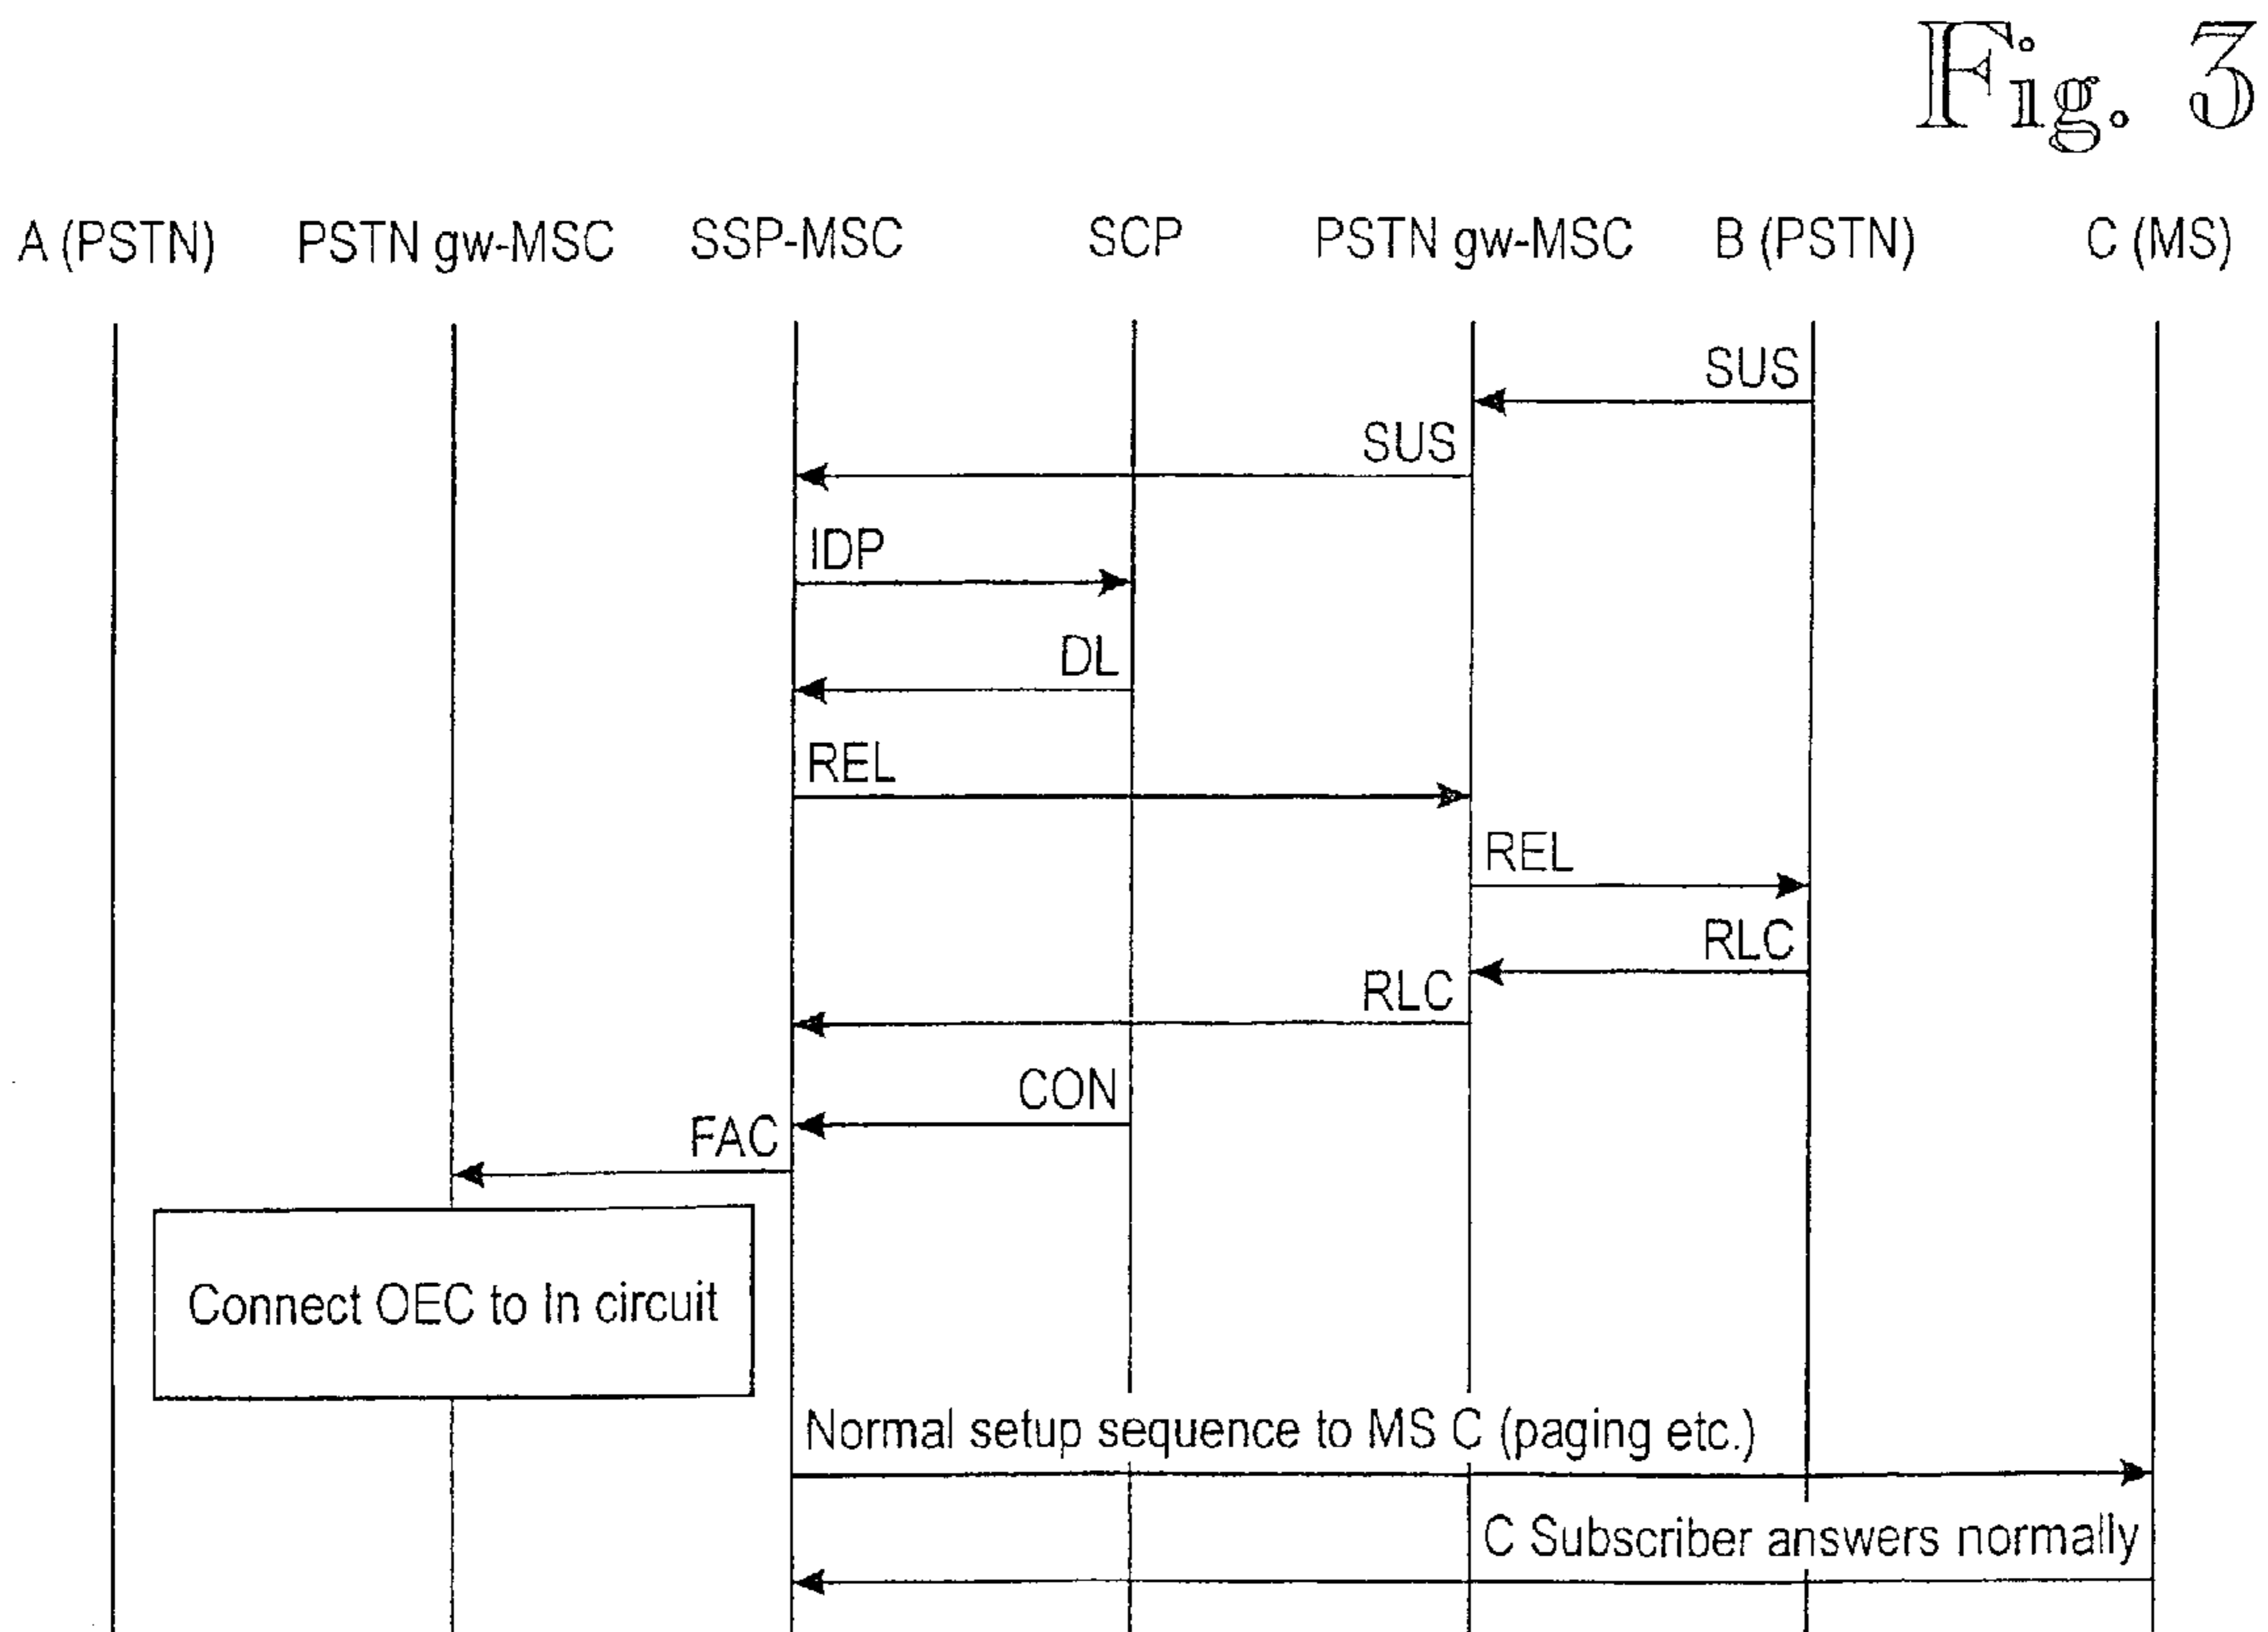 Fig. 3
A (PSTN) PSTN gw-MSC SSP-MSC SCP PSTN gw-MSC B (PSTN) C (MS)
SUS
SUS
IDP
DL
REL
REL
RLC
RLC
CON
FAC
Connect OEC to In circuit
Normal setup sequence to MS C (paging etc.)
C Subscriber answers normally